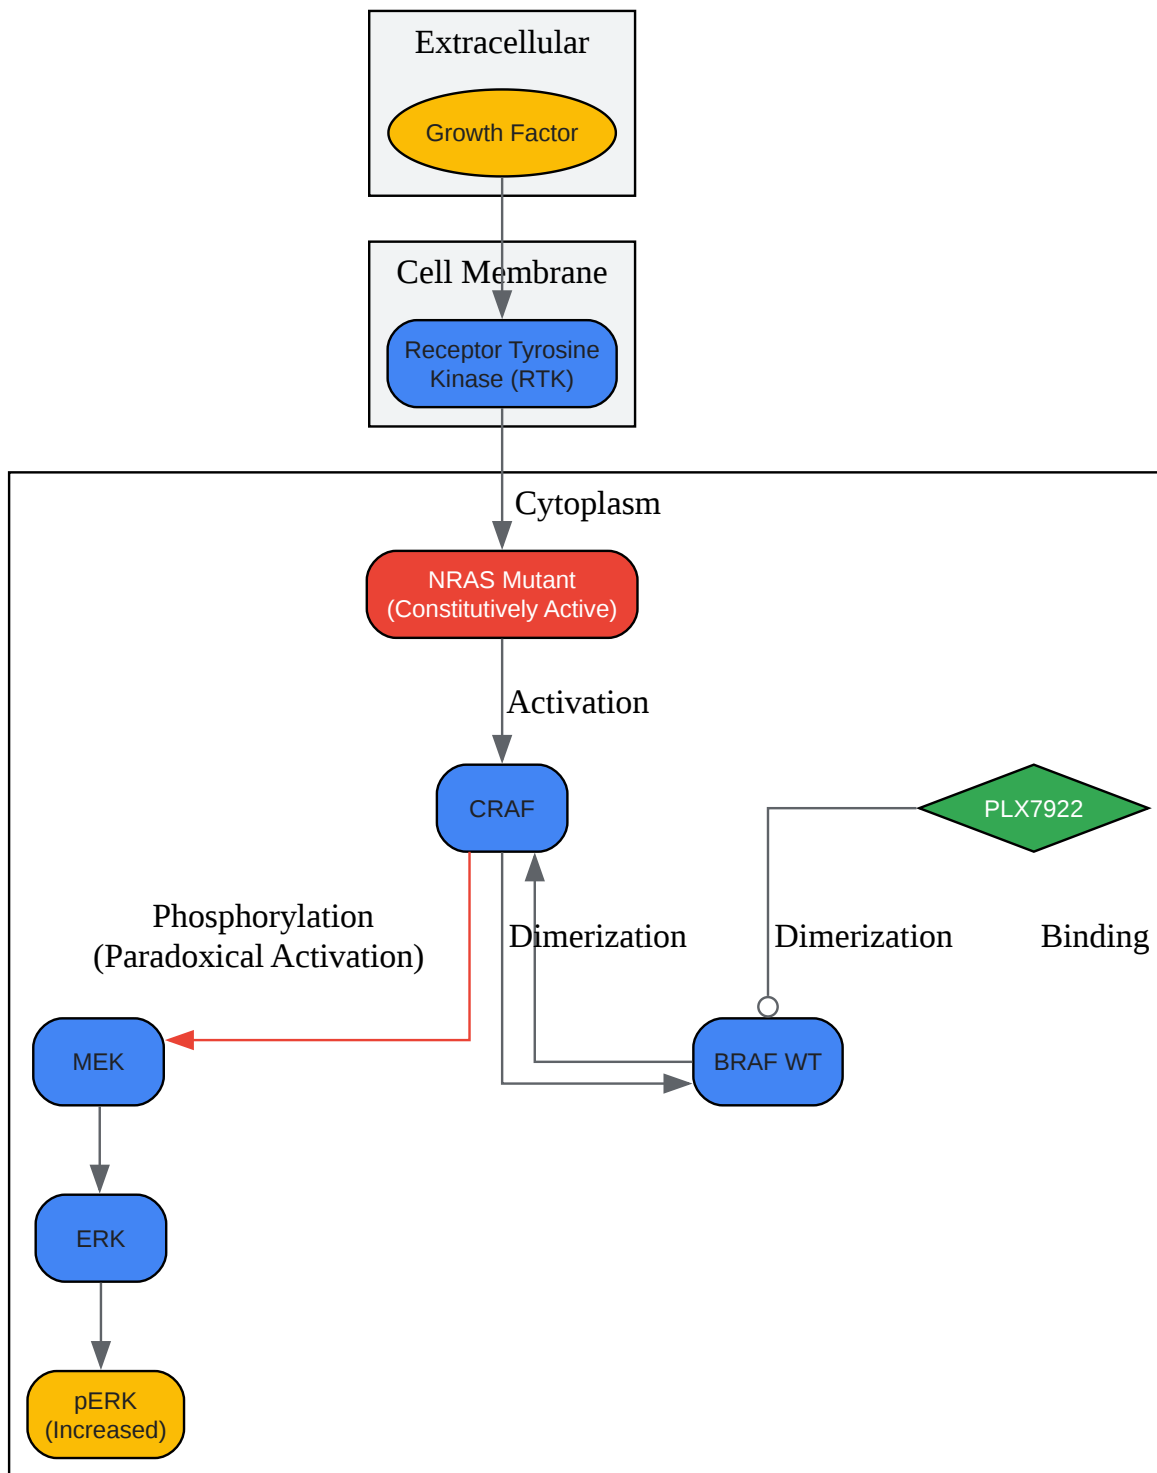 Extracellular
Growth Factor
Cell Membrane
Receptor Tyrosine
Kinase (RTK)
Cytoplasm
NRAS Mutant
(Constitutively Active)
Activation
CRAF
PLX7922
Phosphorylation
(Paradoxical Activation)
Dimerization
Dimerization
Binding
MEK
BRAF WT
ERK
pERK
(Increased)